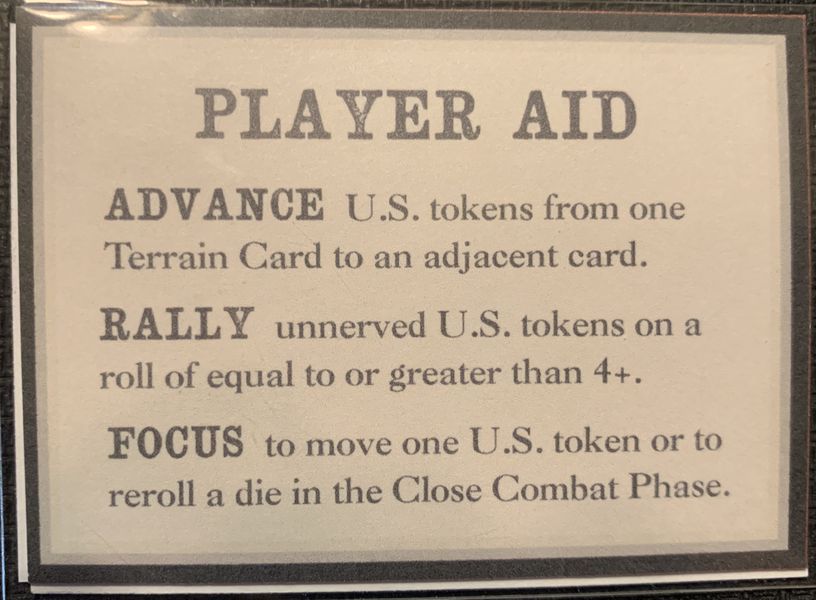 PLAYER AID
ADVANCE U.S. tokens from one
Terrain Card to an adjacent card.
RALLY unnerved U.S. tokens on a
roll of equal to or greater than 4+.
FOCUS to move one U.S. token or to
reroll a die in the Close Combat Phase.